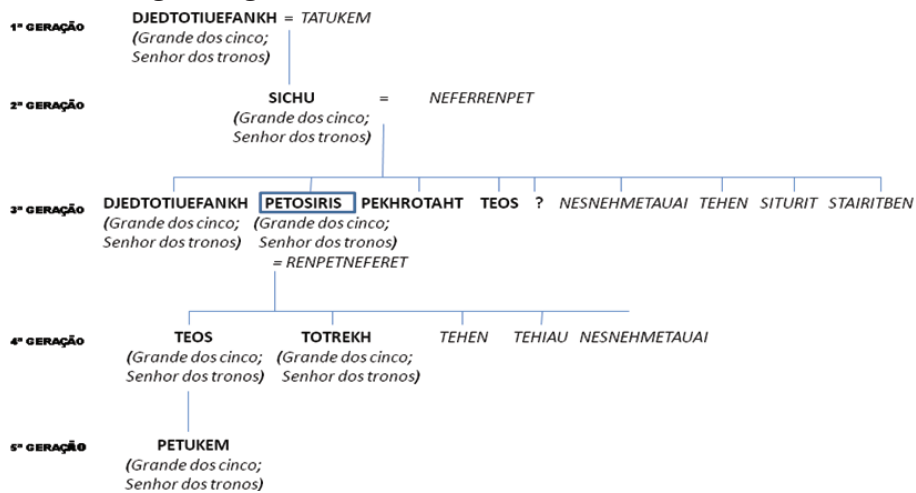 1ª GERAÇÃO DJEDTOTIUEFANKH = TATUKEM
(Grande dos cinco;
Senhor dos tronos)
2ª GERAÇÃO SICHU = NEFERRENPET
(Grande dos cinco;
Senhor dos tronos)
3ª GERAÇÃO DJEDTOTIUEFANKH PETOSIRIS PEKHROTAHT TEOS ? NESNEHMETAUAI TEHEN SITURIT STAIRITBEN
(Grande dos cinco; (Grande dos cinco;
Senhor dos tronos) Senhor dos tronos)
= RENPETNEFERET
4ª GERAÇÃO TEOS TOTREKH TEHEN TEHIAU NESNEHMETAUAI
(Grande dos cinco; (Grande dos cinco;
Senhor dos tronos) Senhor dos tronos)
5ª GERAÇÃO PETUKEM
(Grande dos cinco;
Senhor dos tronos)